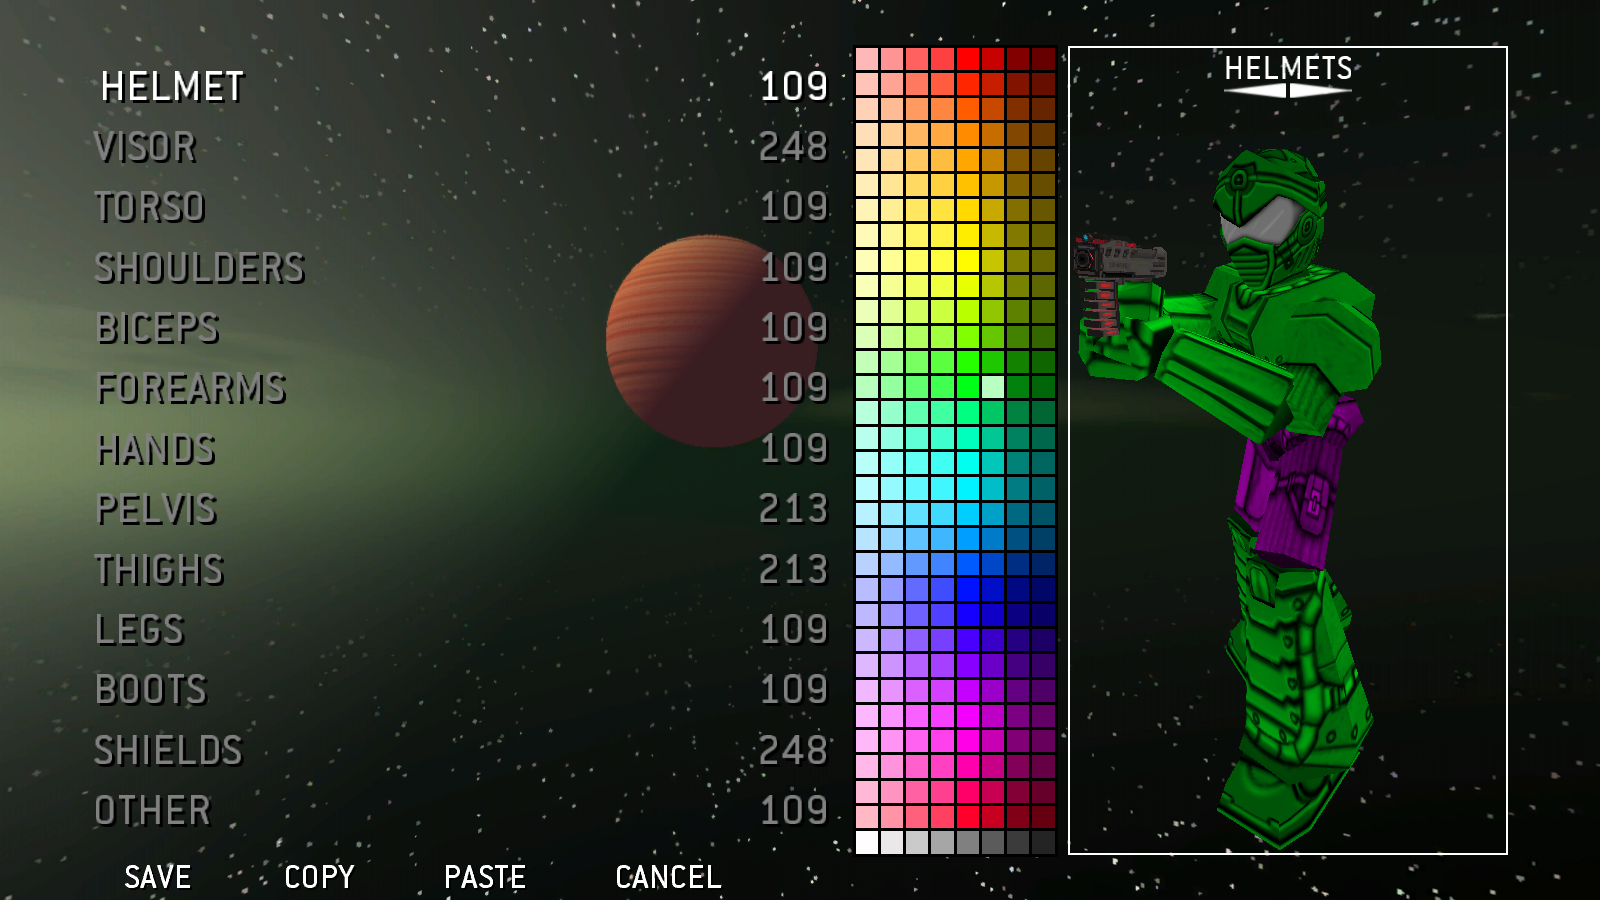 HELMETS
HELMET 109
VISOR 248
TORSO 109
SHOULDERS 109
BICEPS 109
FOREARMS 109
HANDS 109
PELVIS 213
THIGHS 213
LEGS 109
BOOTS 109
SHIELDS 248
OTHER 109
SAVE COPY PASTE CANCEL